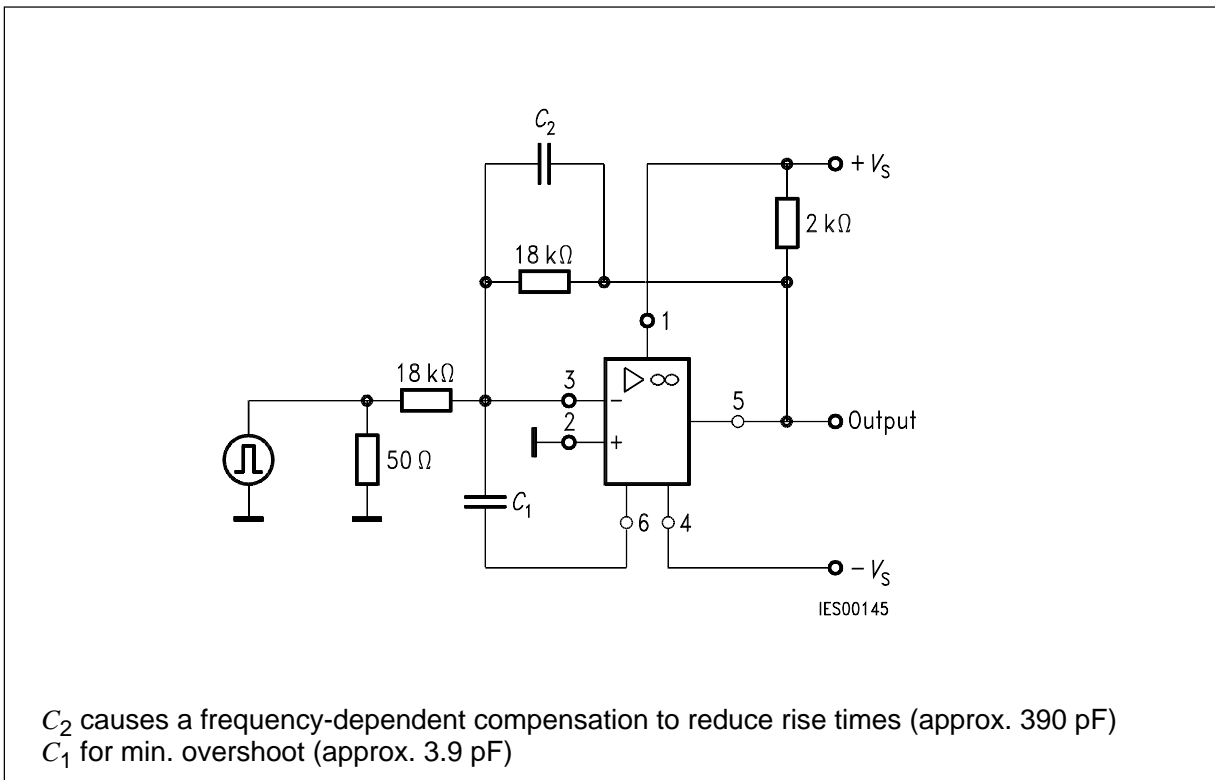 C2
+ VS
2 kΩ
18 kΩ
1
18 kΩ
▷ ∞
3
−
5
Output
2
+
50 Ω
C1
6
4
− VS
IES00145
C2 causes a frequency-dependent compensation to reduce rise times (approx. 390 pF)
C1 for min. overshoot (approx. 3.9 pF)